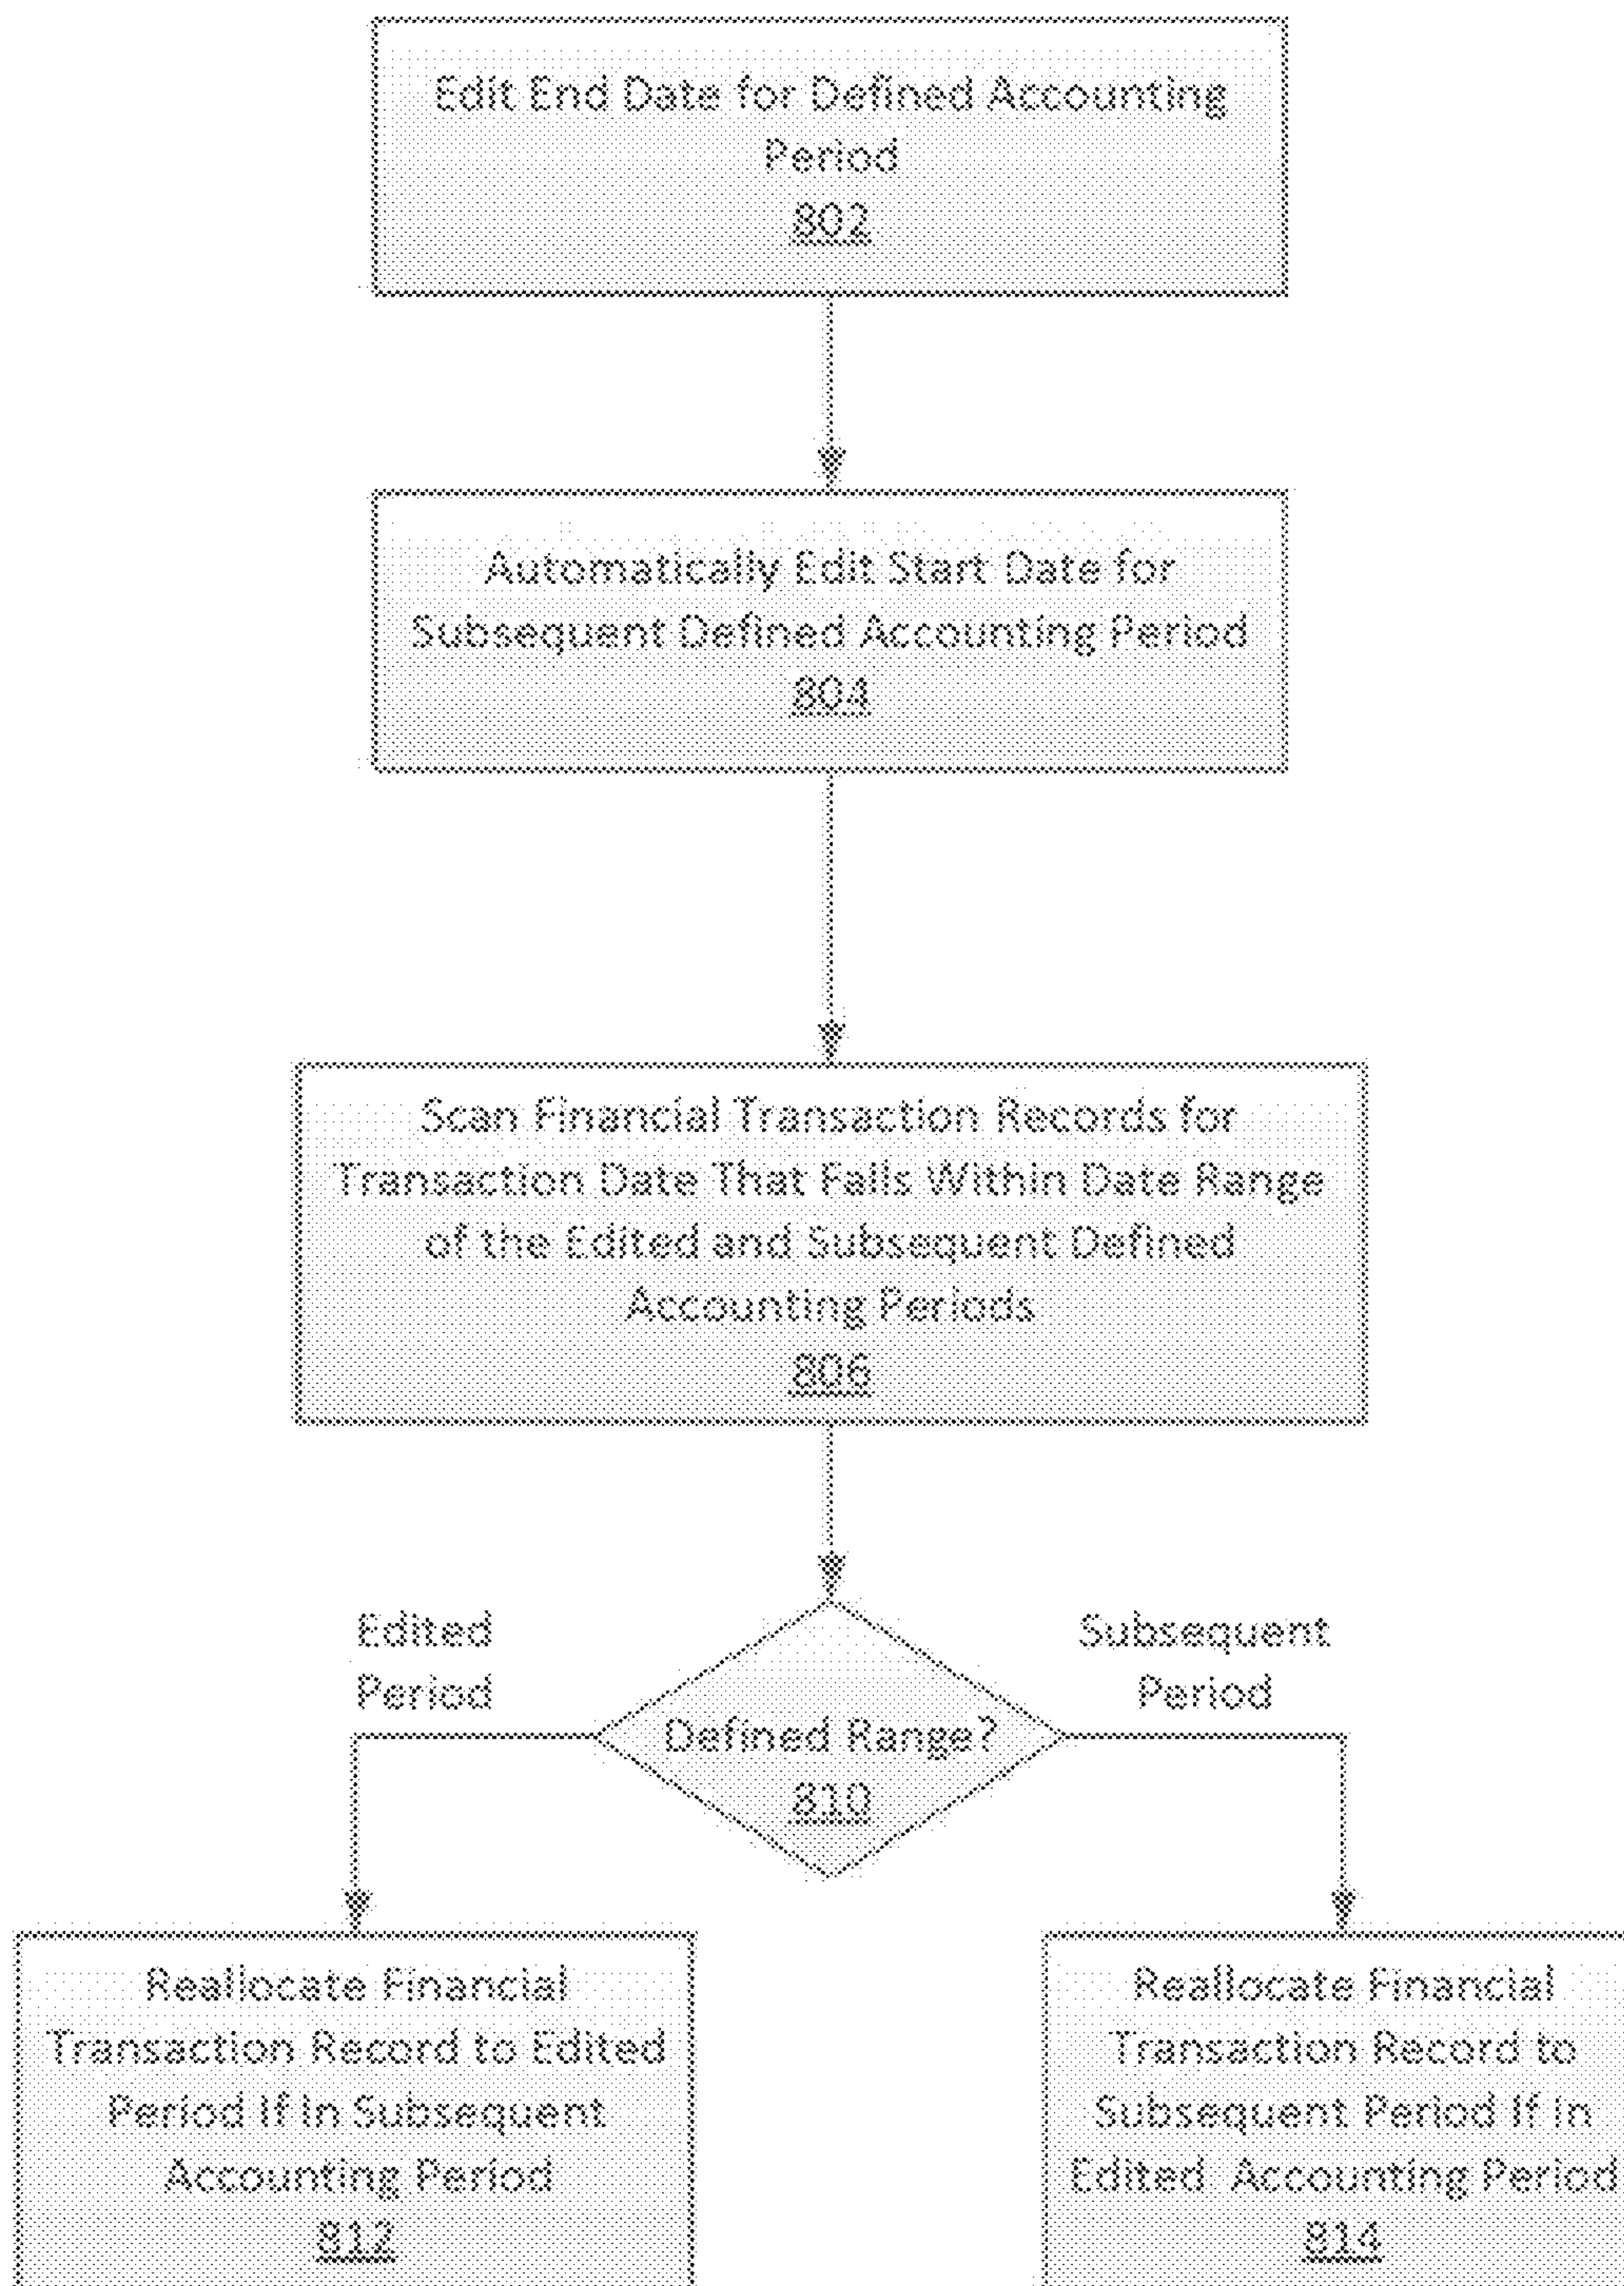 Edit End Date for Defined Accounting
Period
802
Automatically Edit Start Date for
Subsequent Defined Accounting Period
804
Scan Financial Transaction Records for
Transaction Date That Falls Within Date Range
of the Edited and Subsequent Defined
Accounting Periods
806
Edited
Period
Subsequent
Period
Defined Range?
810
Reallocate Financial
Transaction Record to Edited
Period If In Subsequent
Accounting Period
812
Reallocate Financial
Transaction Record to
Subsequent Period If In
Edited Accounting Period
814